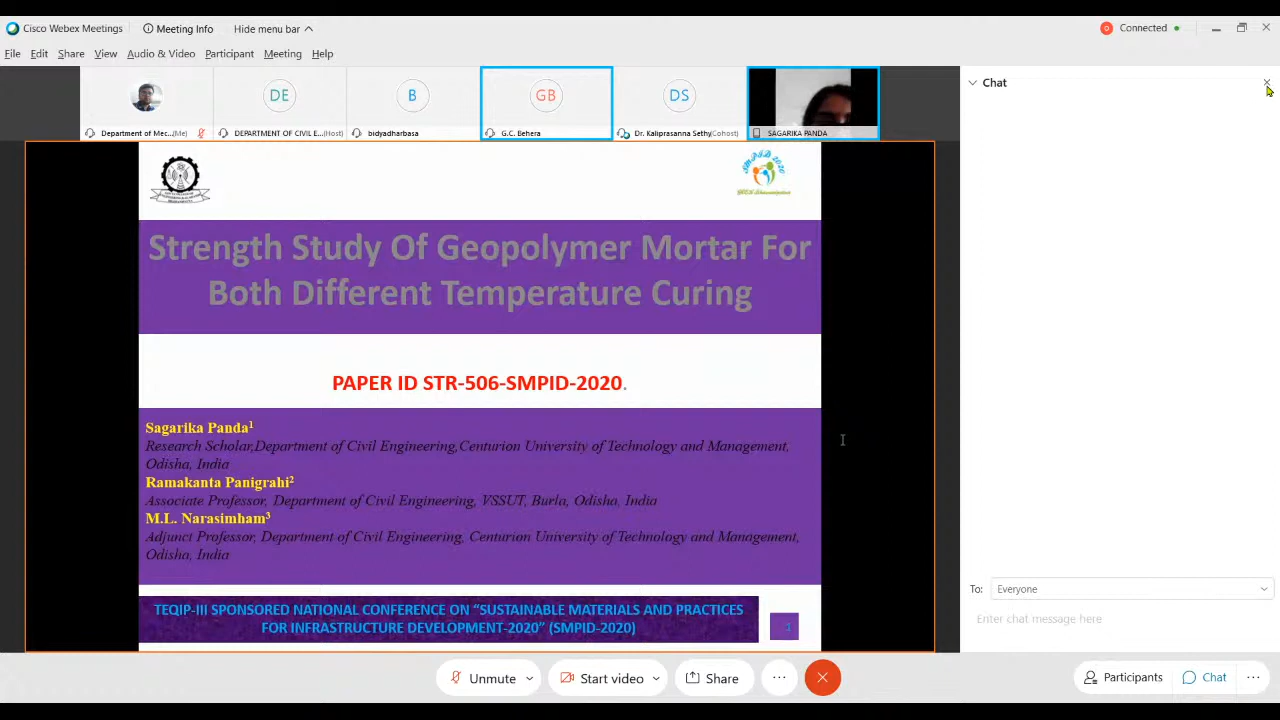 Cisco Webex Meetings
Meeting Info
Hide menu bar
Connected
File Edit Share View Audio & Video Participant Meeting Help
DE
B
GB
DS
Department of Mec...(Me)
DEPARTMENT OF CIVIL E...(Host)
bidyadharbasa
G.C. Behera
Dr. Kaliprasanna Sethy(Cohost)
SAGARIKA PANDA
Chat
SMPID 2020
Strength Study Of Geopolymer Mortar For
Both Different Temperature Curing
PAPER ID STR-506-SMPID-2020.
Sagarika Panda1
Research Scholar,Department of Civil Engineering,Centurion University of Technology and Management,
Odisha, India
Ramakanta Panigrahi2
Associate Professor, Department of Civil Engineering, VSSUT, Burla, Odisha, India
M.L. Narasimham3
Adjunct Professor, Department of Civil Engineering, Centurion University of Technology and Management,
Odisha, India
TEQIP-III SPONSORED NATIONAL CONFERENCE ON “SUSTAINABLE MATERIALS AND PRACTICES
FOR INFRASTRUCTURE DEVELOPMENT-2020” (SMPID-2020)
1
To: Everyone
Enter chat message here
Unmute
Start video
Share
Participants
Chat